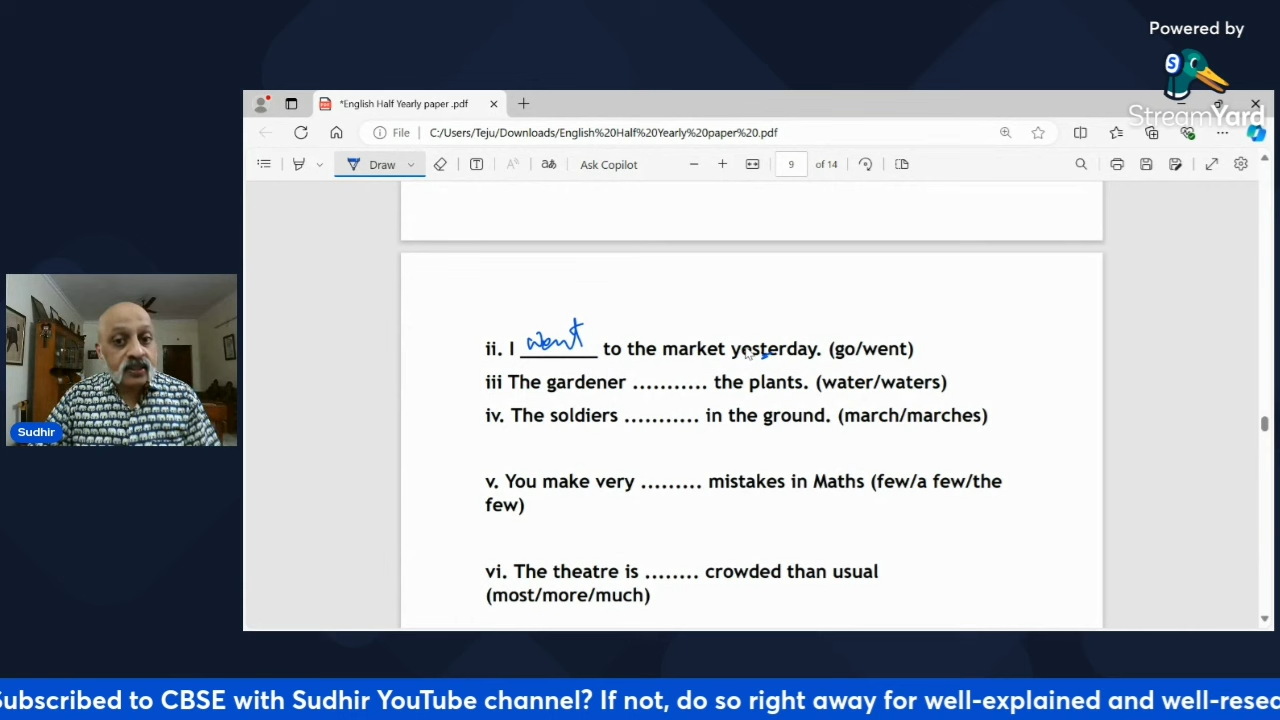 Powered by
StreamYard
*English Half Yearly paper .pdf
File
C:/Users/Teju/Downloads/English%20Half%20Yearly%20paper%20.pdf
Draw
Ask Copilot
9
of 14
ii. I went to the market yesterday. (go/went)
iii The gardener ........... the plants. (water/waters)
iv. The soldiers ........... in the ground. (march/marches)
v. You make very ......... mistakes in Maths (few/a few/the
few)
vi. The theatre is ........ crowded than usual
(most/more/much)
Sudhir
Subscribed to CBSE with Sudhir YouTube channel? If not, do so right away for well-explained and well-resea